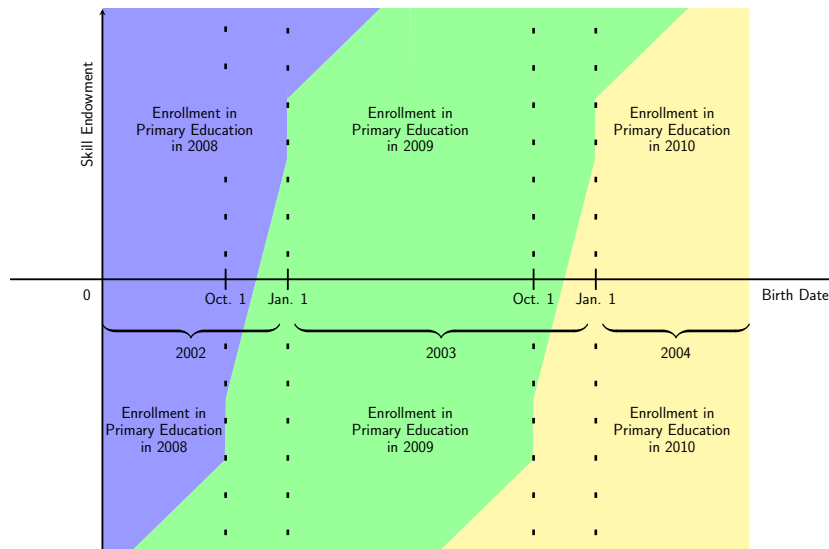 Skill Endowment
Enrollment in
Primary Education
in 2008
Enrollment in
Primary Education
in 2009
Enrollment in
Primary Education
in 2010
0
Oct. 1
Jan. 1
Oct. 1
Jan. 1
Birth Date
2002
2003
2004
Enrollment in
Primary Education
in 2008
Enrollment in
Primary Education
in 2009
Enrollment in
Primary Education
in 2010